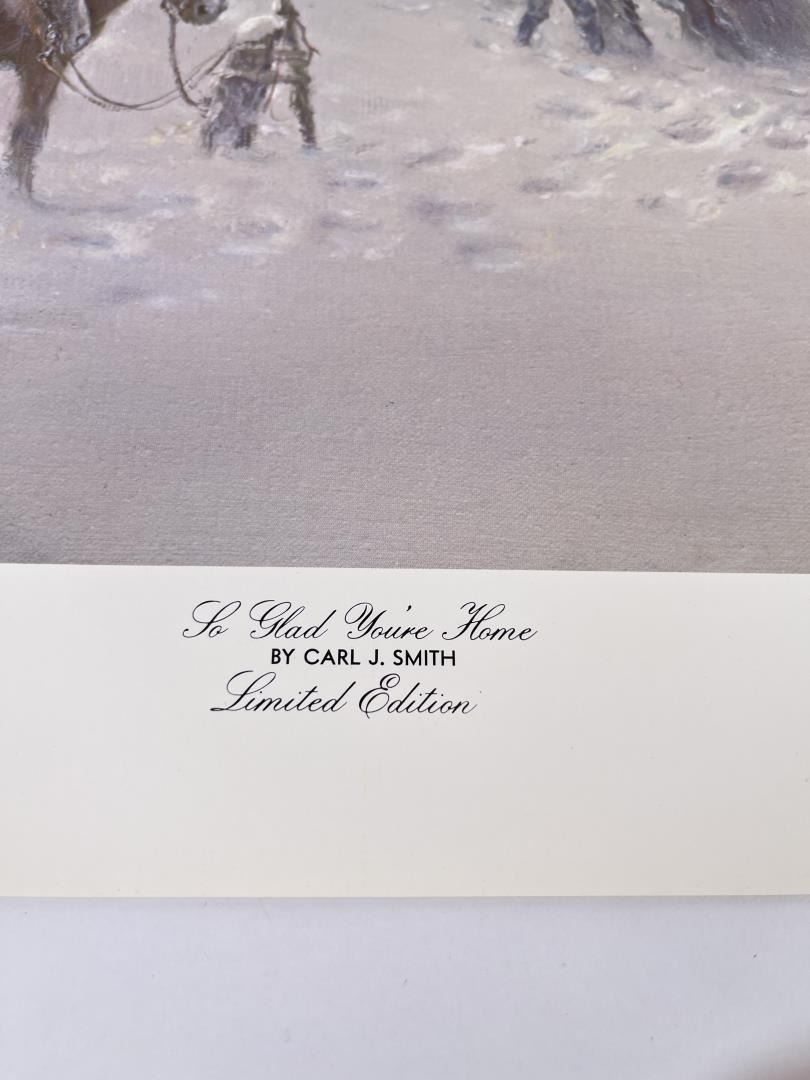 So Glad You're Home
BY CARL J. SMITH
Limited Edition